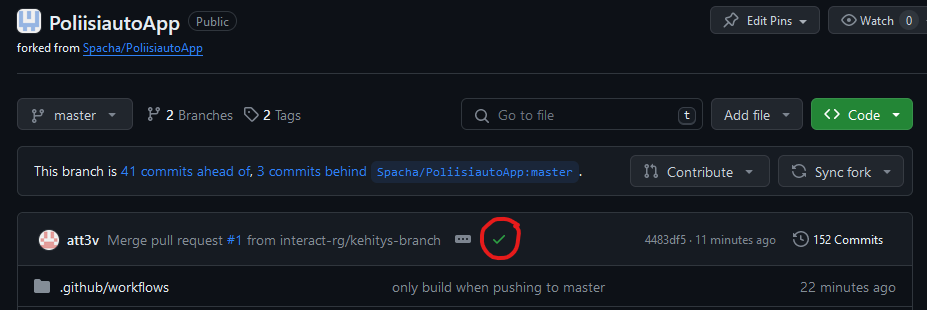 PoliisiautoApp Public Edit Pins Watch 0
forked from Spacha/PoliisiautoApp
master 2 Branches 2 Tags Go to file t Add file Code
This branch is 41 commits ahead of, 3 commits behind Spacha/PoliisiautoApp:master . Contribute Sync fork
att3v Merge pull request #1 from interact-rg/kehitys-branch 4483df5 · 11 minutes ago 152 Commits
.github/workflows only build when pushing to master 22 minutes ago